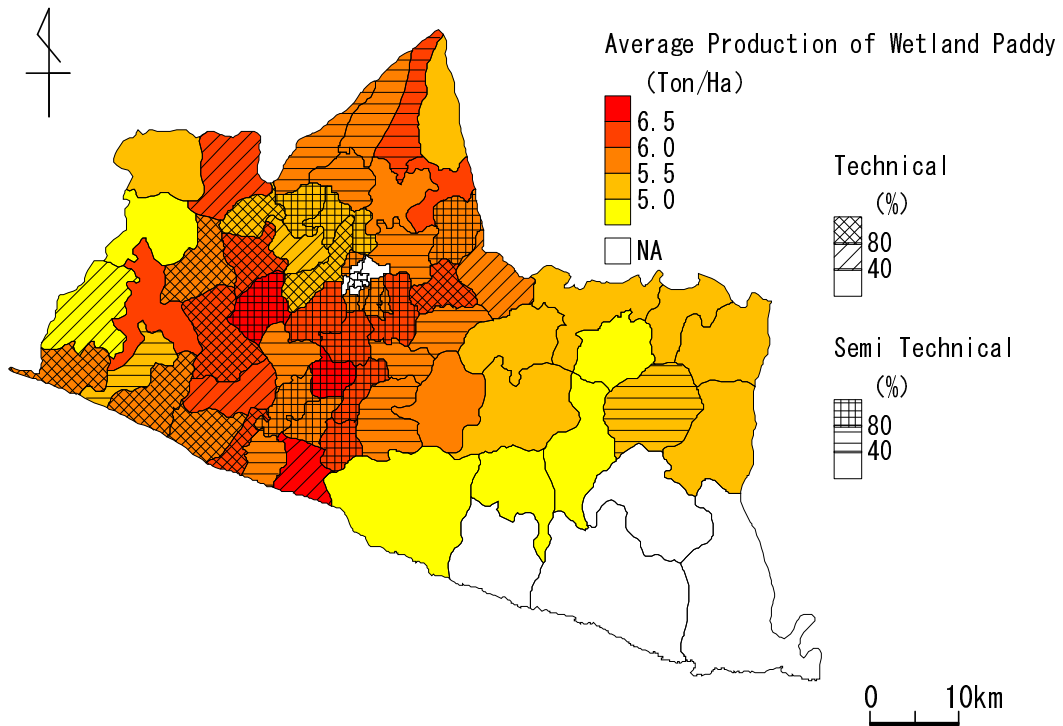 Average Production of Wetland Paddy
(Ton/Ha)
6.5
6.0
5.5
5.0
NA
Technical
(%)
80
40
Semi Technical
(%)
80
40
0 10km